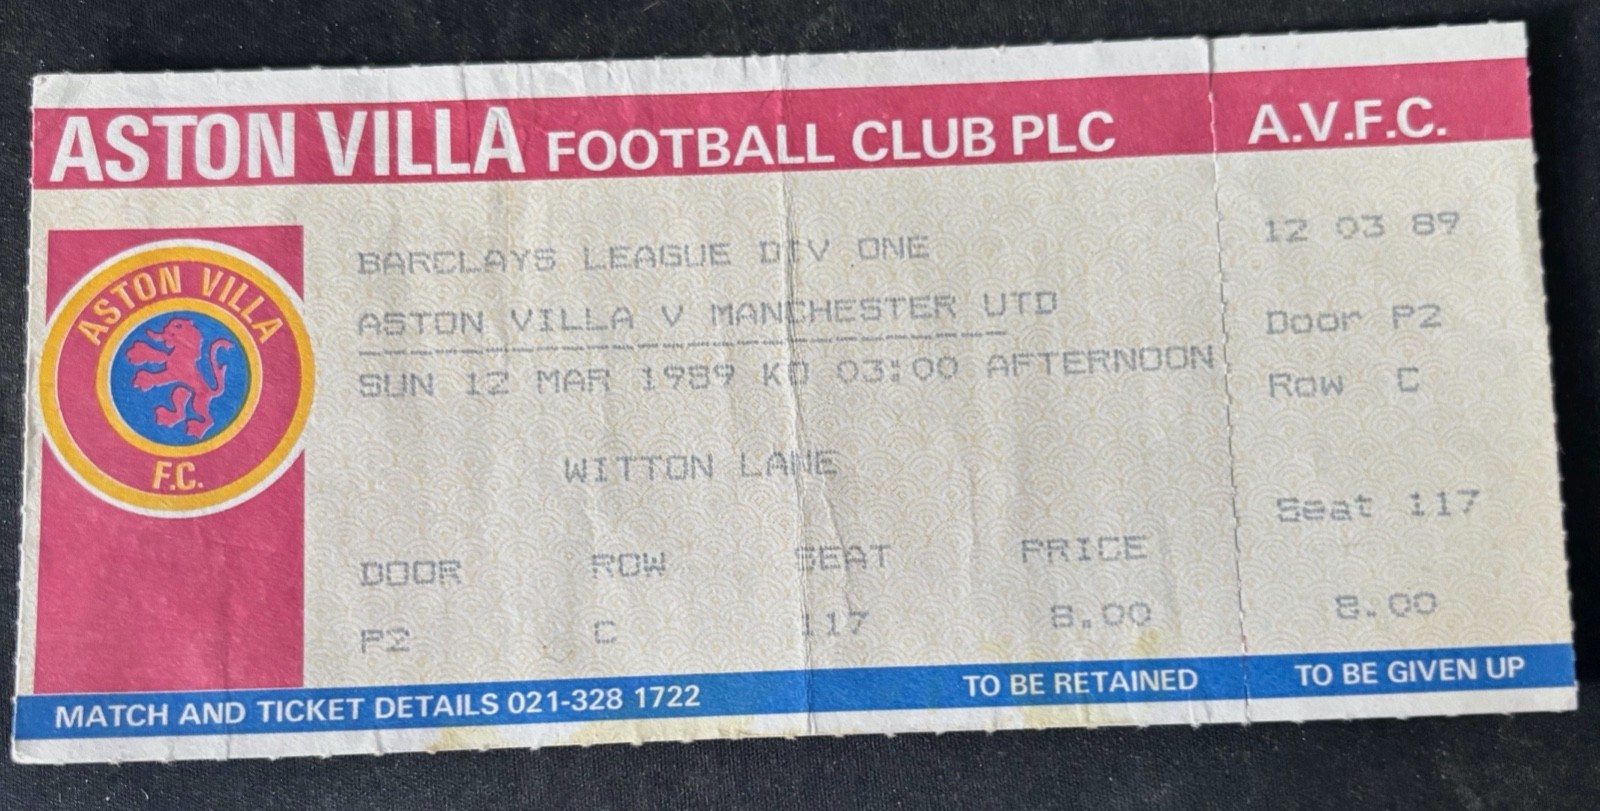 ASTON VILLA FOOTBALL CLUB PLC
A.V.F.C.
ASTON VILLA
F.C.
BARCLAYS LEAGUE DIV ONE
ASTON VILLA V MANCHESTER UTD
SUN 12 MAR 1989 KO 03:00 AFTERNOON
WITTON LANE
DOOR ROW SEAT PRICE
P2 C 117 8.00
12 03 89
Door P2
Row C
Seat 117
8.00
MATCH AND TICKET DETAILS 021-328 1722
TO BE RETAINED
TO BE GIVEN UP